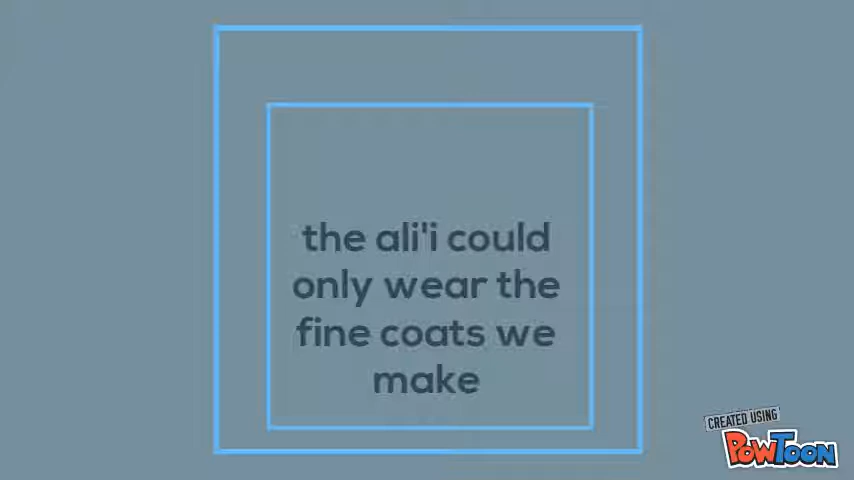 the ali'i could
only wear the
fine coats we
make
CREATED USING
POWTOON